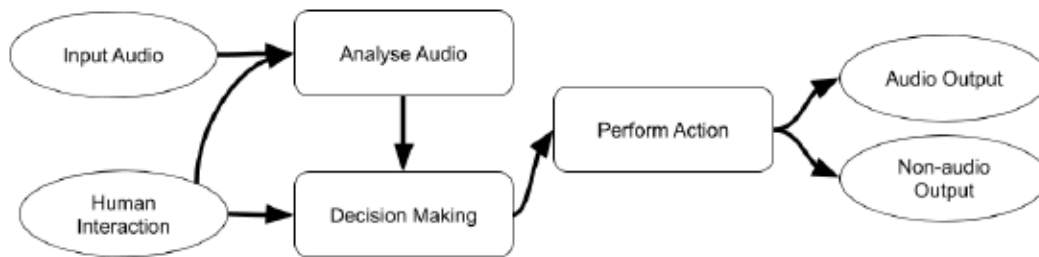 Input Audio
Analyse Audio
Audio Output
Perform Action
Non-audio
Output
Human
Interaction
Decision Making